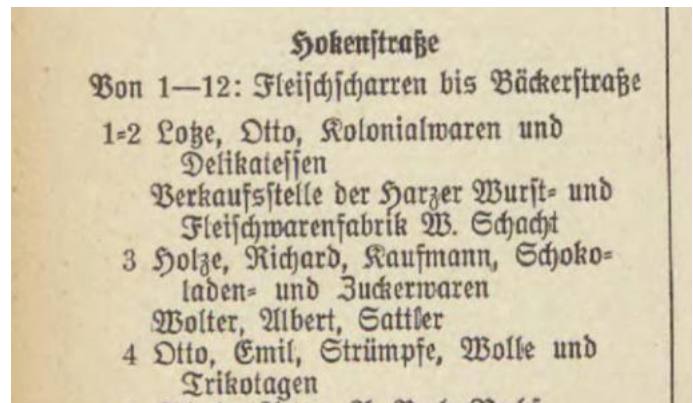 Hokenstraße
Von 1—12: Fleischscharren bis Bäckerstraße
1=2 Lotze, Otto, Kolonialwaren und
Delikatessen
Verkaufsstelle der Harzer Wurst= und
Fleischwarenfabrik W. Schacht
3 Holze, Richard, Kaufmann, Schoko=
laden= und Zuckerwaren
Wolter, Albert, Sattler
4 Otto, Emil, Strümpfe, Wolle und
Trikotagen